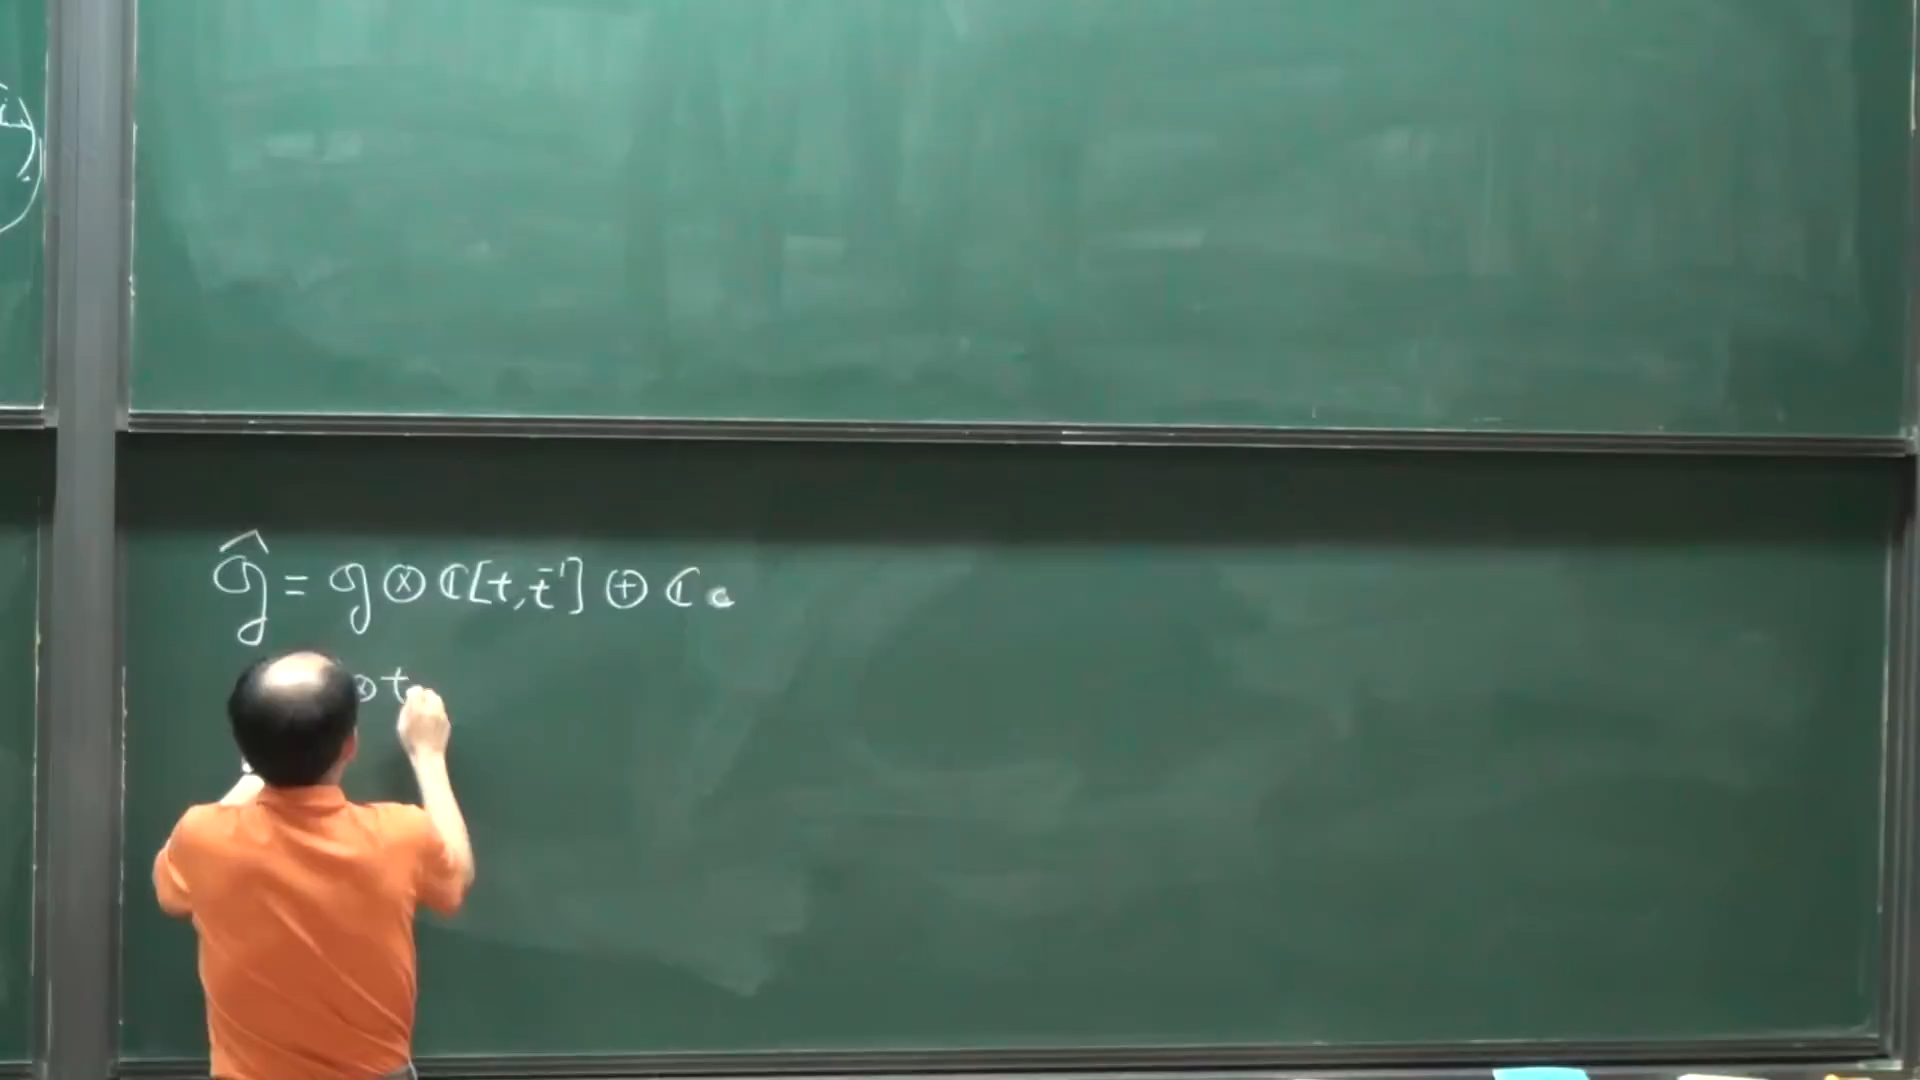 ĝ = g ⊗ ℂ[t, t⁻¹] ⊕ ℂc
⊗ t